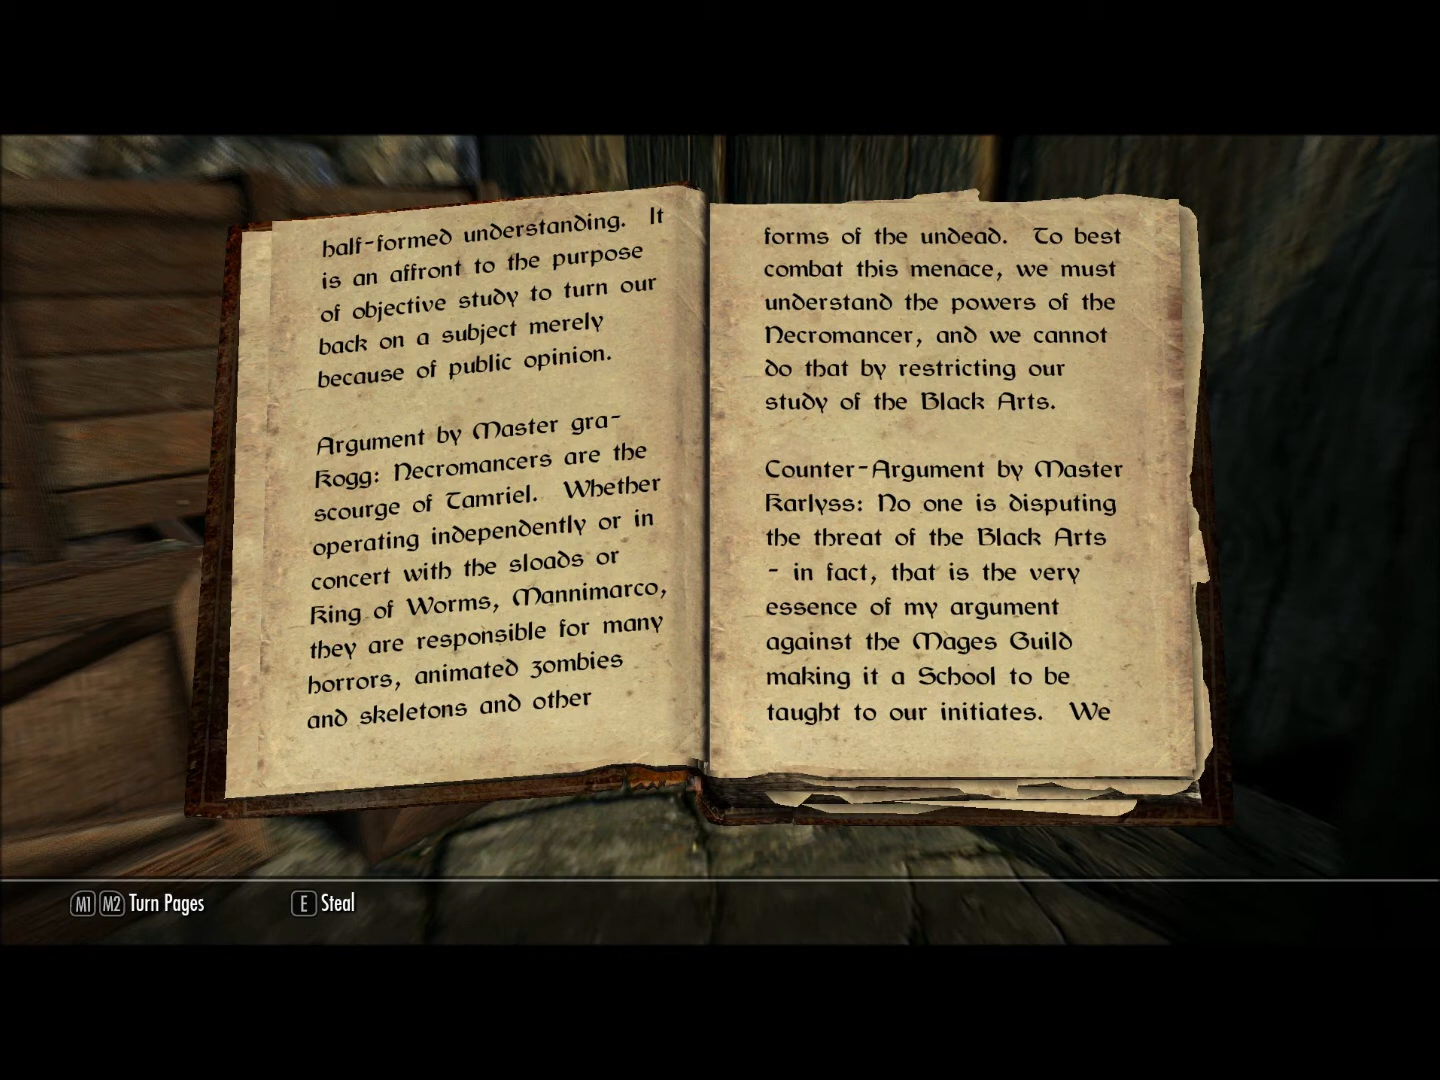 half-formed understanding. It
is an affront to the purpose
of objective study to turn our
back on a subject merely
because of public opinion.
Argument by Master gra-
Kogg: Necromancers are the
scourge of Tamriel. Whether
operating independently or in
concert with the sloads or
King of Worms, Mannimarco,
they are responsible for many
horrors, animated zombies
and skeletons and other
forms of the undead. To best
combat this menace, we must
understand the powers of the
Necromancer, and we cannot
do that by restricting our
study of the Black Arts.
Counter-Argument by Master
Karlyss: No one is disputing
the threat of the Black Arts
- in fact, that is the very
essence of my argument
against the Mages Guild
making it a School to be
taught to our initiates. We
M1 M2 Turn Pages E Steal